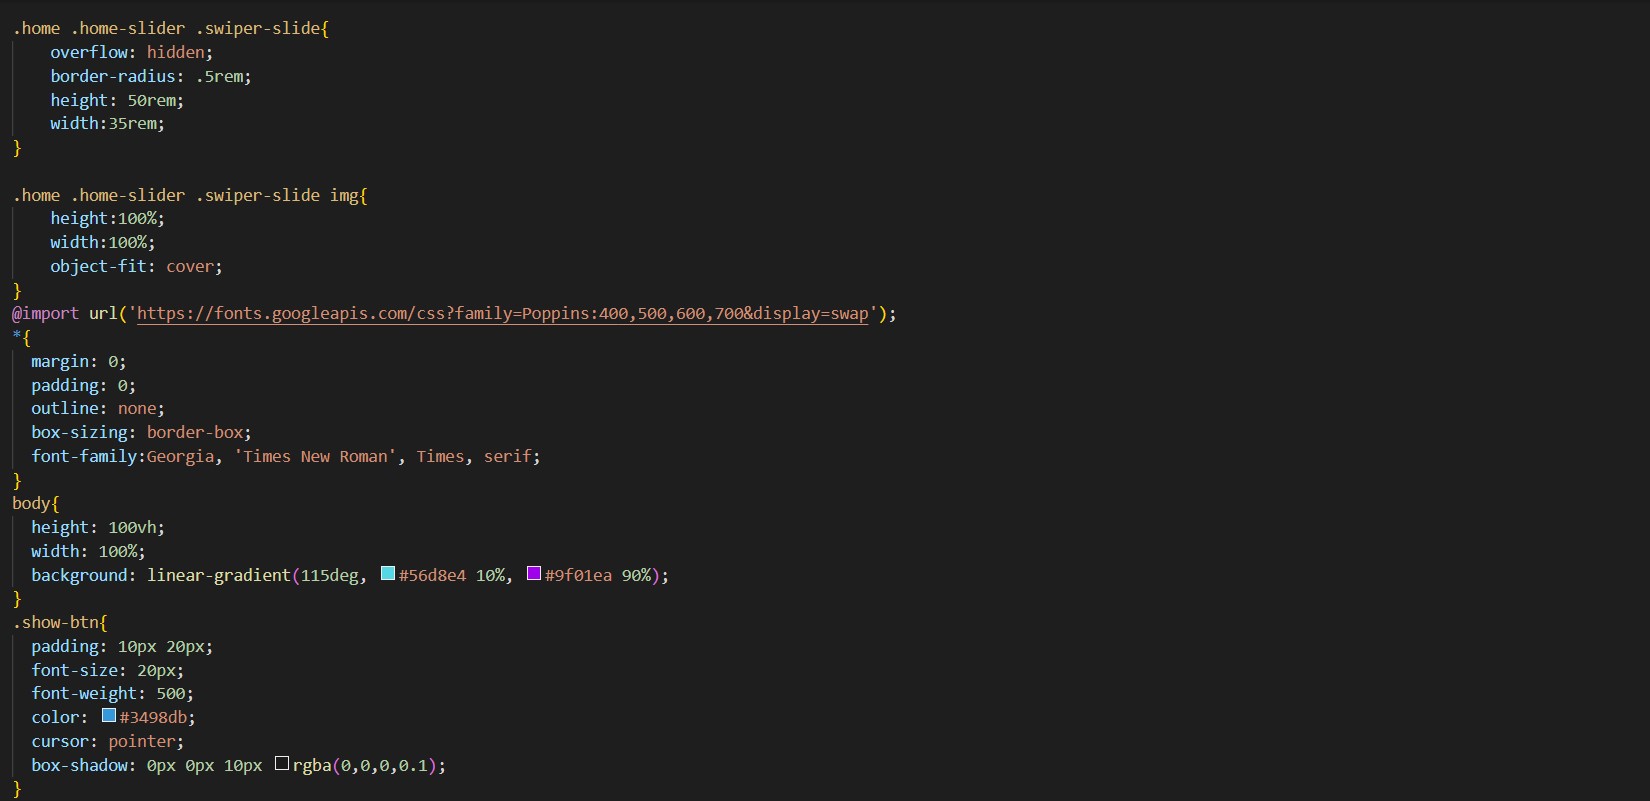 .home .home-slider .swiper-slide{
    overflow: hidden;
    border-radius: .5rem;
    height: 50rem;
    width:35rem;
}

.home .home-slider .swiper-slide img{
    height:100%;
    width:100%;
    object-fit: cover;
}
@import url('https://fonts.googleapis.com/css?family=Poppins:400,500,600,700&display=swap');
*{
  margin: 0;
  padding: 0;
  outline: none;
  box-sizing: border-box;
  font-family:Georgia, 'Times New Roman', Times, serif;
}
body{
  height: 100vh;
  width: 100%;
  background: linear-gradient(115deg, #56d8e4 10%, #9f01ea 90%);
}
.show-btn{
  padding: 10px 20px;
  font-size: 20px;
  font-weight: 500;
  color: #3498db;
  cursor: pointer;
  box-shadow: 0px 0px 10px rgba(0,0,0,0.1);
}